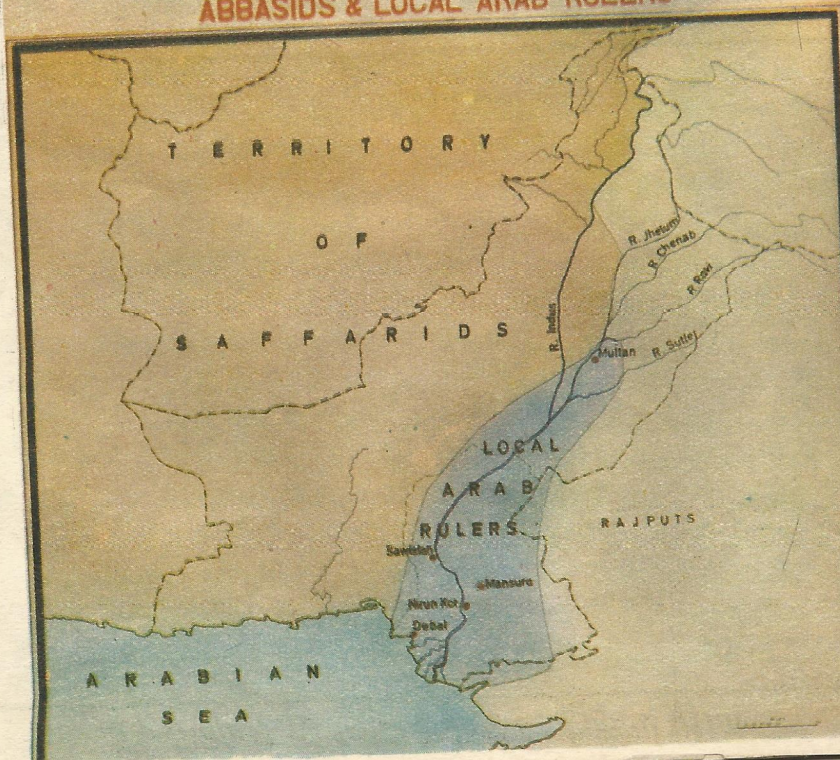 ABBASIDS & LOCAL ARAB RULERS
TERRITORY
OF
SAFFARIDS
R. Jhelum
R. Chenab
R. Ravi
R. Indus
Multan
R. Sutlej
LOCAL
ARAB
RULERS
RAJPUTS
Mansura
Nirun Kot
Debal
ARABIAN
SEA